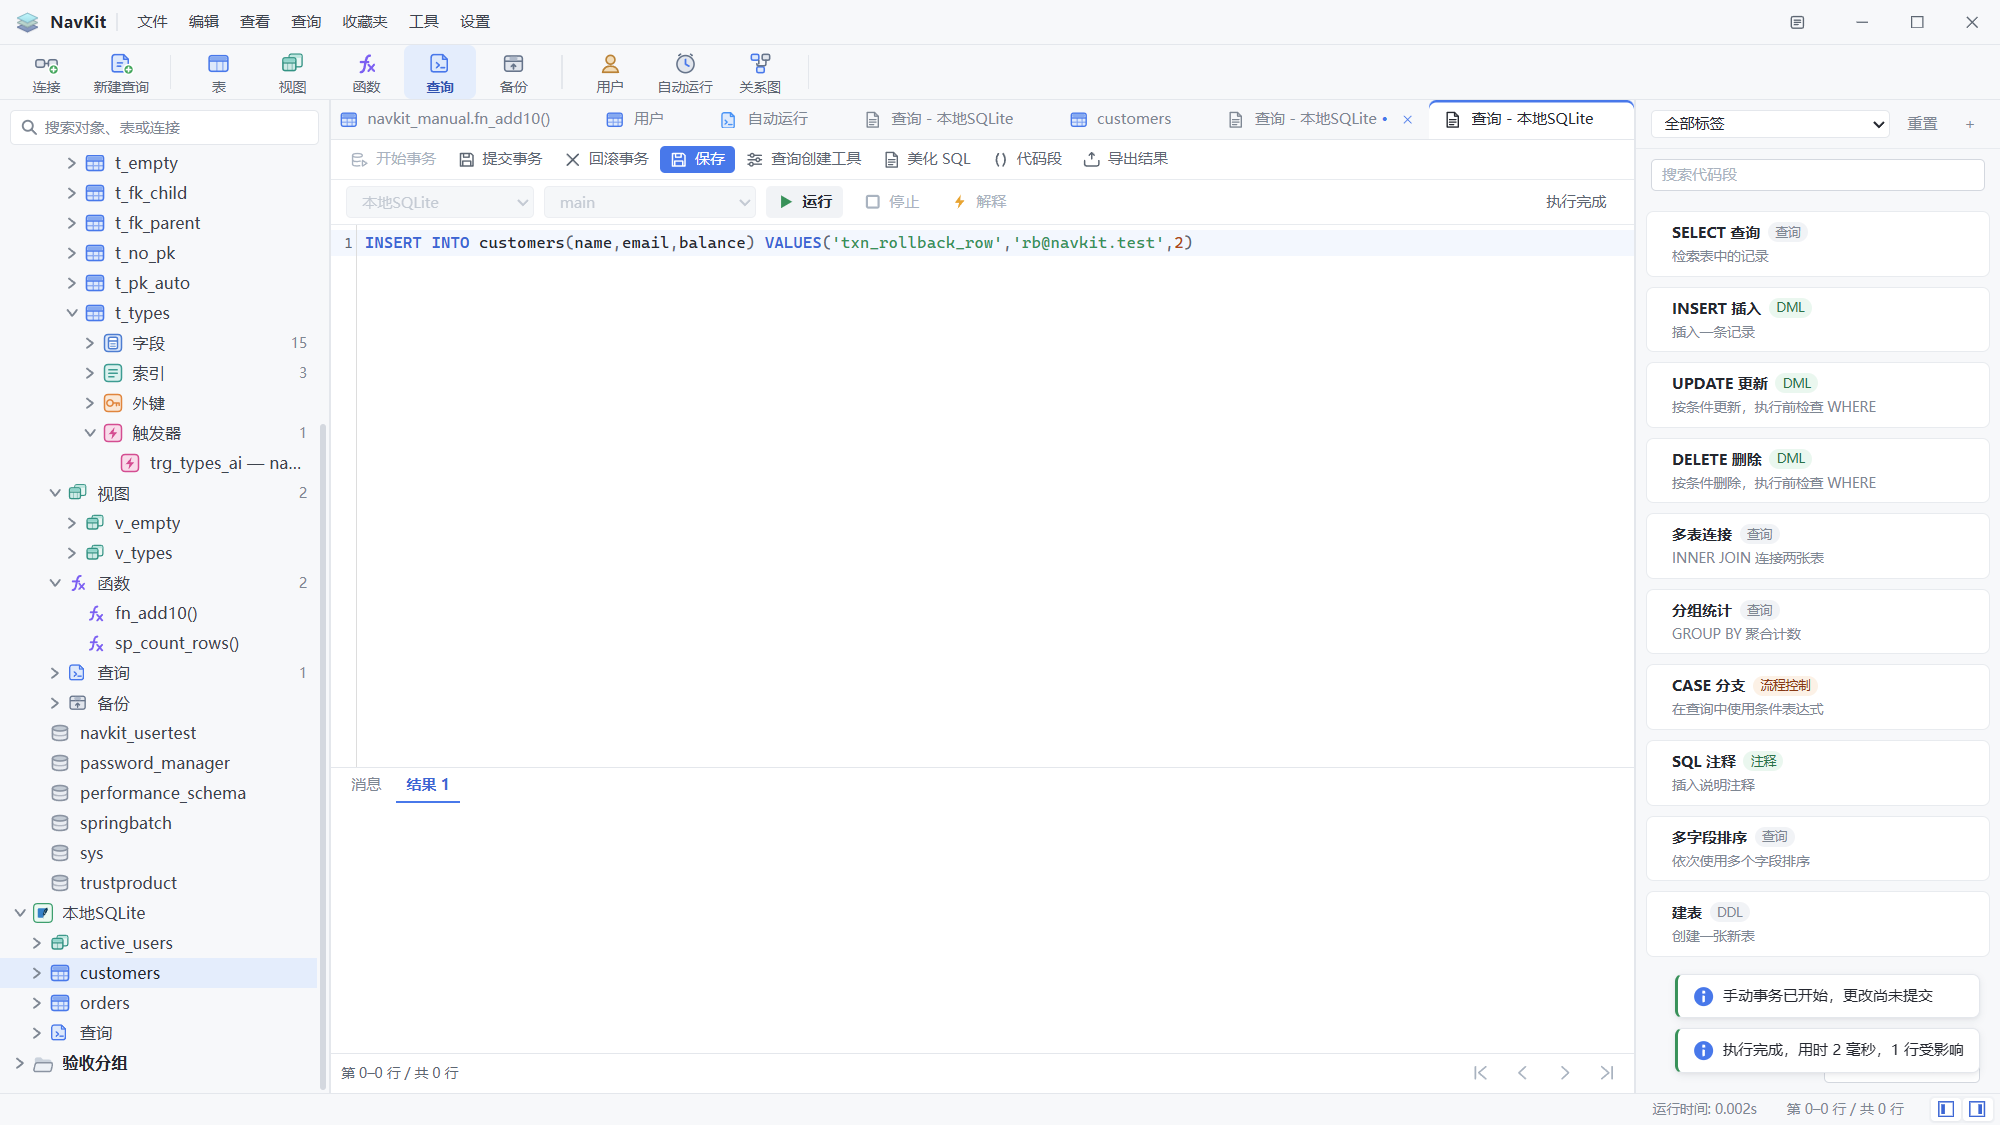 NavKit 文件 编辑 查看 查询 收藏夹 工具 设置
连接 新建查询 表 视图 函数 查询 备份 用户 自动运行 关系图
搜索对象、表或连接
t_empty
t_fk_child
t_fk_parent
t_no_pk
t_pk_auto
t_types
字段 15
索引 3
外键
触发器 1
trg_types_ai — na...
视图 2
v_empty
v_types
函数 2
fn_add10()
sp_count_rows()
查询 1
备份
navkit_usertest
password_manager
performance_schema
springbatch
sys
trustproduct
本地SQLite
active_users
customers
orders
查询
验收分组
navkit_manual.fn_add10() 用户 自动运行 查询 - 本地SQLite customers 查询 - 本地SQLite • × 查询 - 本地SQLite
开始事务 提交事务 回滚事务 保存 查询创建工具 美化 SQL 代码段 导出结果
本地SQLite main 运行 停止 解释 执行完成
1 INSERT INTO customers(name,email,balance) VALUES('txn_rollback_row','rb@navkit.test',2)
消息 结果 1
第 0–0 行 / 共 0 行
全部标签 重置 +
搜索代码段
SELECT 查询 查询
检索表中的记录
INSERT 插入 DML
插入一条记录
UPDATE 更新 DML
按条件更新，执行前检查 WHERE
DELETE 删除 DML
按条件删除，执行前检查 WHERE
多表连接 查询
INNER JOIN 连接两张表
分组统计 查询
GROUP BY 聚合计数
CASE 分支 流程控制
在查询中使用条件表达式
SQL 注释 注释
插入说明注释
多字段排序 查询
依次使用多个字段排序
建表 DDL
创建一张新表
手动事务已开始，更改尚未提交
执行完成，用时 2 毫秒，1 行受影响
运行时间: 0.002s 第 0–0 行 / 共 0 行